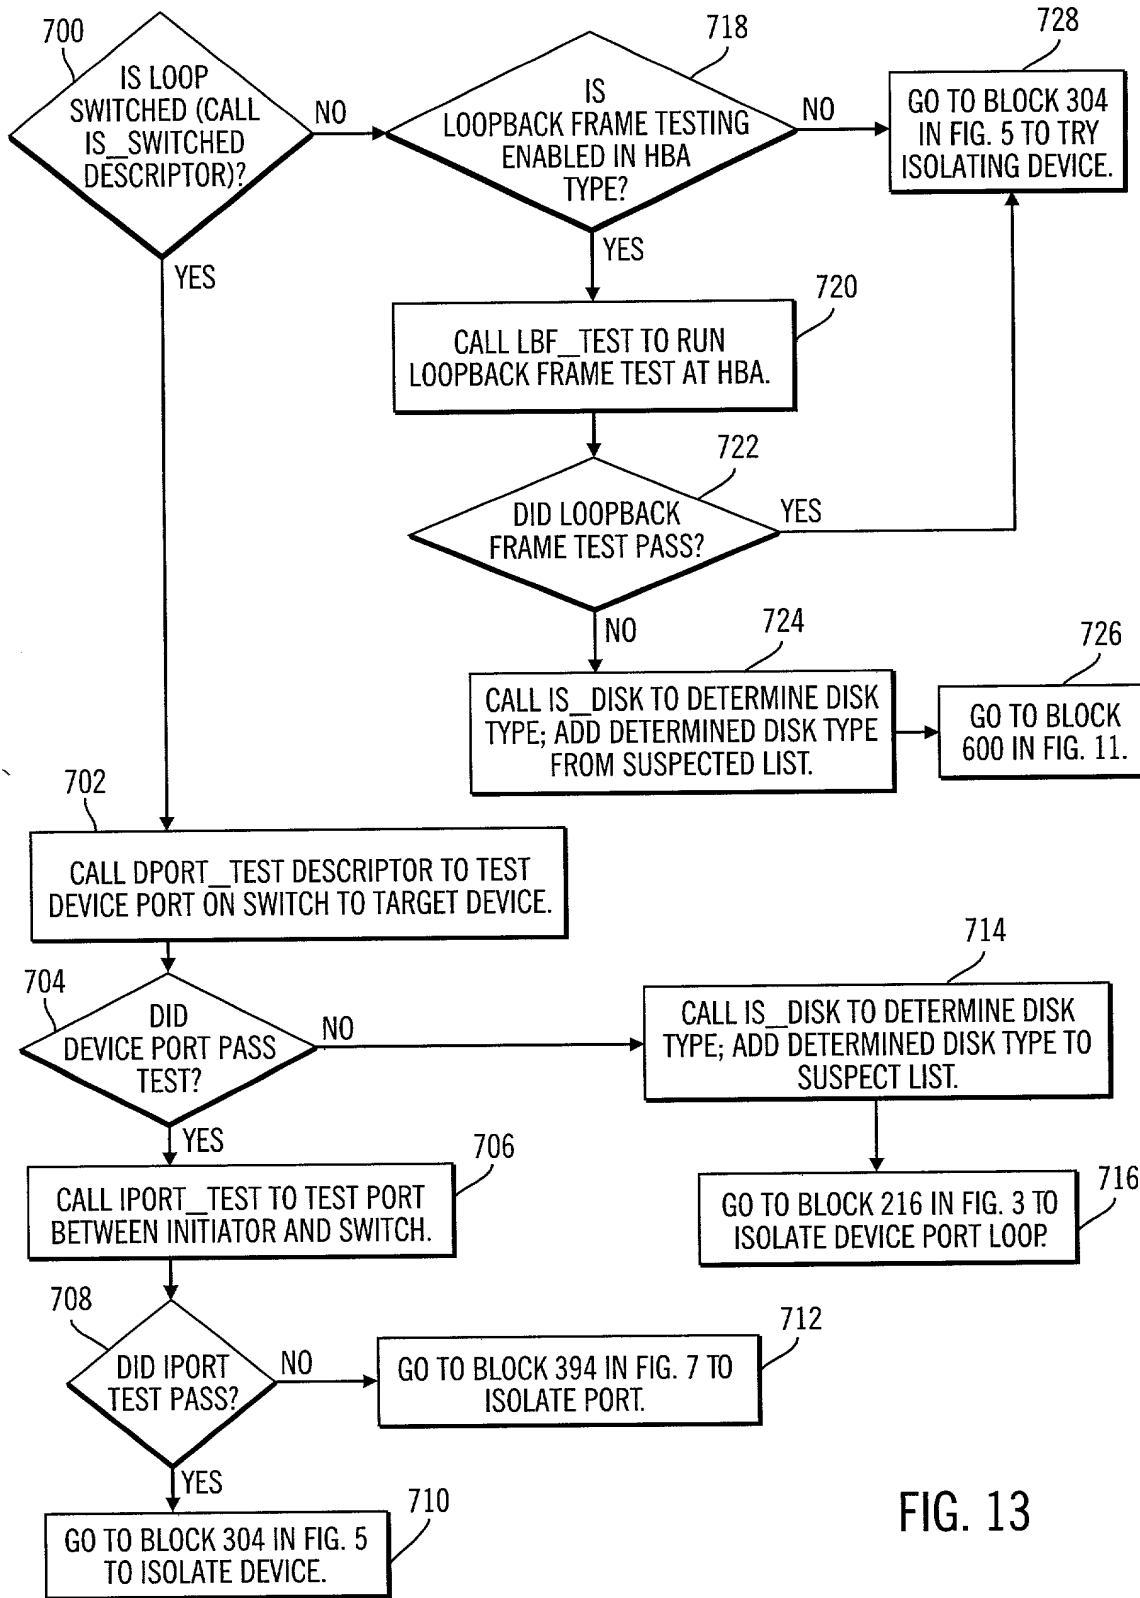 700
IS LOOP
SWITCHED (CALL
IS_SWITCHED
DESCRIPTOR)?
NO
YES
718
IS
LOOPBACK FRAME TESTING
ENABLED IN HBA
TYPE?
NO
YES
728
GO TO BLOCK 304
IN FIG. 5 TO TRY
ISOLATING DEVICE.
720
CALL LBF_TEST TO RUN
LOOPBACK FRAME TEST AT HBA.
722
DID LOOPBACK
FRAME TEST PASS?
YES
NO
724
CALL IS_DISK TO DETERMINE DISK
TYPE; ADD DETERMINED DISK TYPE
FROM SUSPECTED LIST.
726
GO TO BLOCK
600 IN FIG. 11.
702
CALL DPORT_TEST DESCRIPTOR TO TEST
DEVICE PORT ON SWITCH TO TARGET DEVICE.
704
DID
DEVICE PORT PASS
TEST?
NO
YES
714
CALL IS_DISK TO DETERMINE DISK
TYPE; ADD DETERMINED DISK TYPE TO
SUSPECT LIST.
716
GO TO BLOCK 216 IN FIG. 3 TO
ISOLATE DEVICE PORT LOOP.
706
CALL IPORT_TEST TO TEST PORT
BETWEEN INITIATOR AND SWITCH.
708
DID IPORT
TEST PASS?
NO
YES
712
GO TO BLOCK 394 IN FIG. 7 TO
ISOLATE PORT.
710
GO TO BLOCK 304 IN FIG. 5
TO ISOLATE DEVICE.
FIG. 13